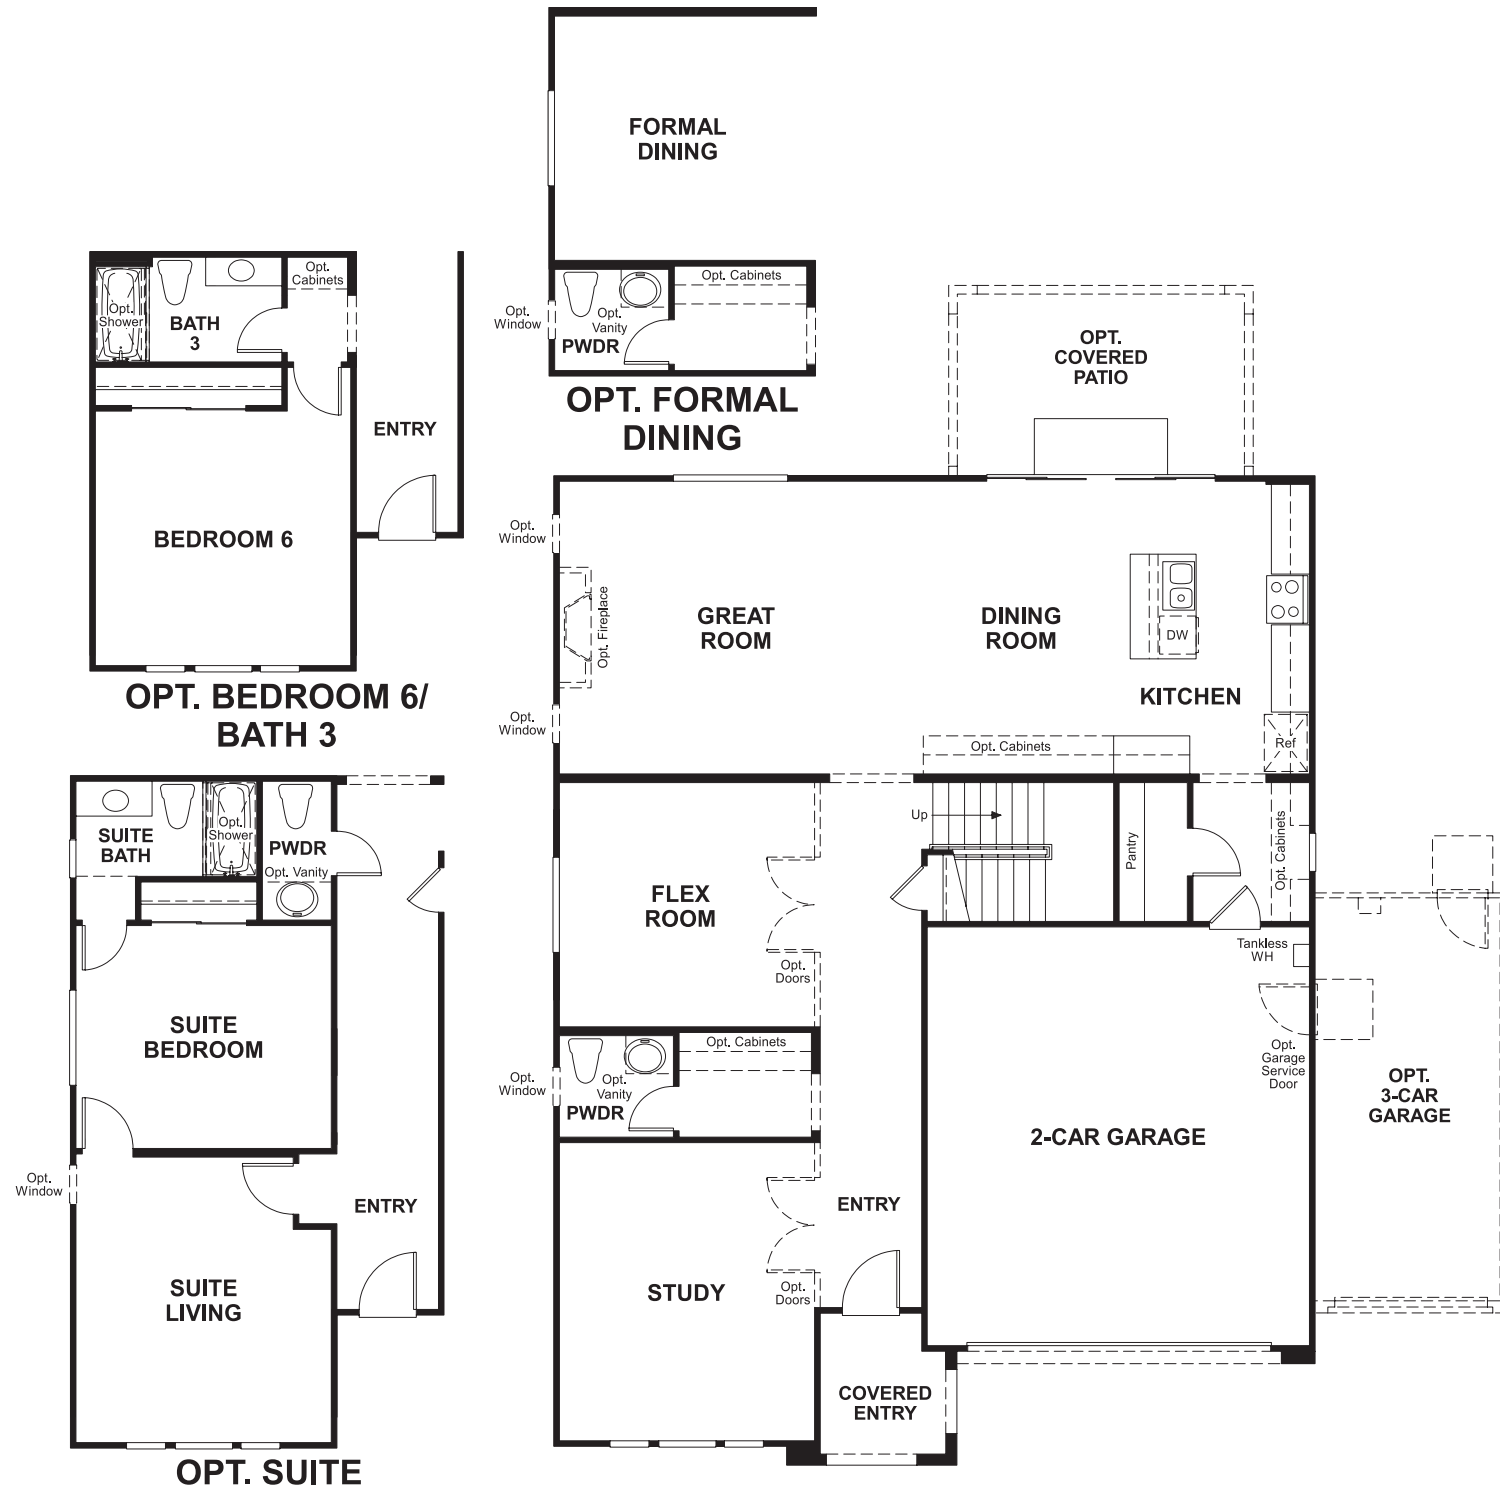 FORMAL
DINING
Opt. Cabinets
Opt.
Window
Opt.
Vanity
PWDR
OPT. FORMAL
DINING
Opt.
Cabinets
Opt.
Shower
BATH
3
ENTRY
BEDROOM 6
OPT. BEDROOM 6/
BATH 3
OPT.
COVERED
PATIO
Opt.
Window
Opt. Fireplace
GREAT
ROOM
DINING
ROOM
DW
KITCHEN
Opt.
Window
Opt. Cabinets
Ref
Up
Pantry
Opt. Cabinets
FLEX
ROOM
Opt.
Doors
Tankless
WH
Opt.
Garage
Service
Door
OPT.
3-CAR
GARAGE
Opt. Cabinets
Opt.
Window
Opt.
Vanity
PWDR
2-CAR GARAGE
ENTRY
STUDY
Opt.
Doors
COVERED
ENTRY
SUITE
BATH
Opt.
Shower
PWDR
Opt. Vanity
SUITE
BEDROOM
Opt.
Window
ENTRY
SUITE
LIVING
OPT. SUITE